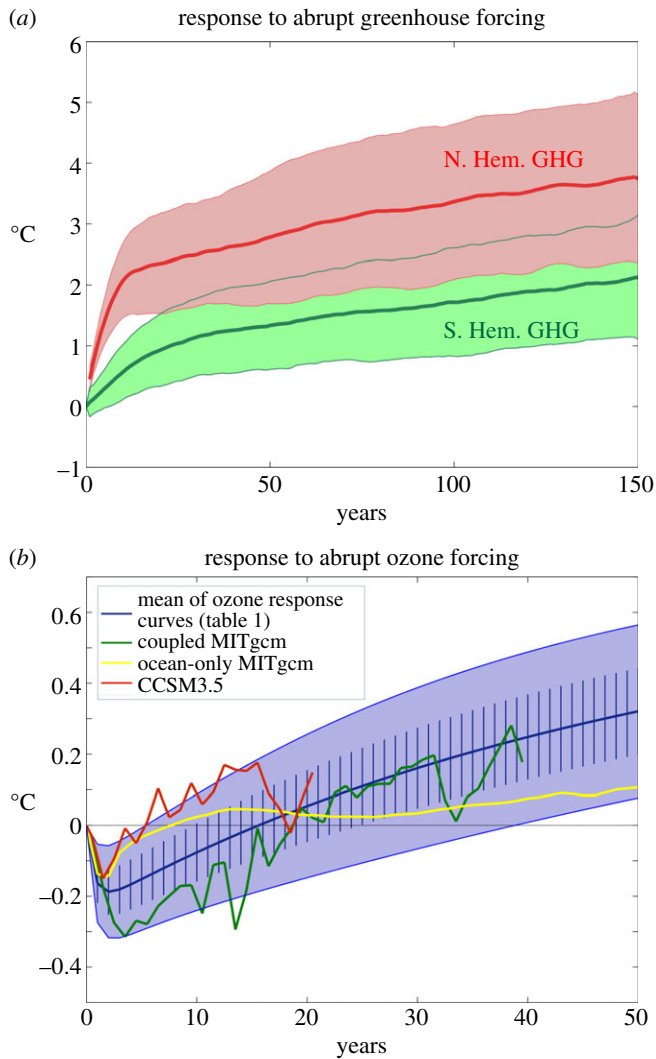 (a) response to abrupt greenhouse forcing
6
5
4
3
2
1
0
–1
°C
N. Hem. GHG
S. Hem. GHG
0 50 100 150
years
(b) response to abrupt ozone forcing
mean of ozone response
curves (table 1)
coupled MITgcm
ocean-only MITgcm
CCSM3.5
0.6
0.4
0.2
0
–0.2
–0.4
°C
0 10 20 30 40 50
years